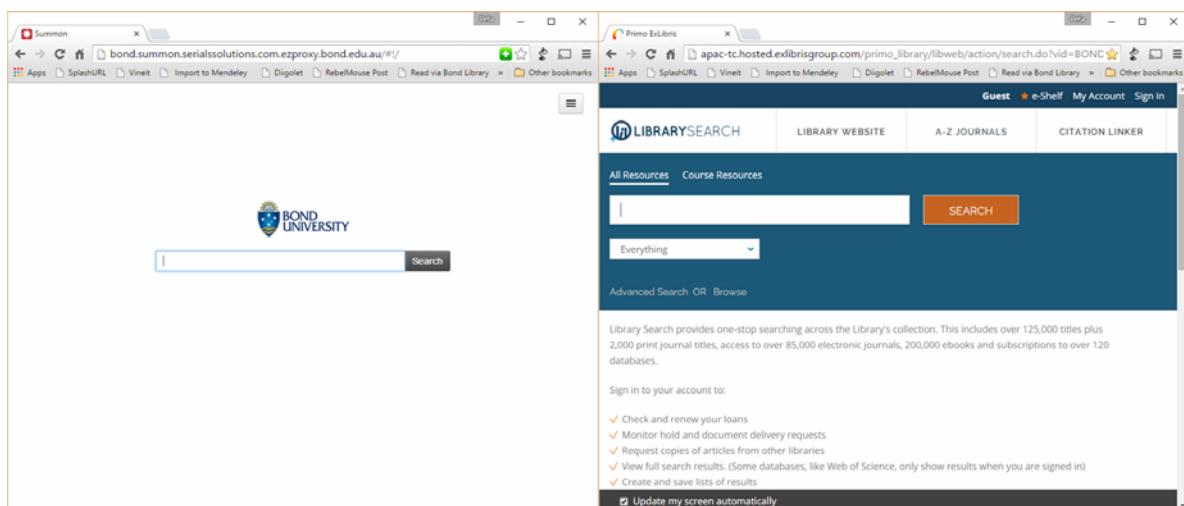 Beta
Summon
bond.summon.serialssolutions.com.ezproxy.bond.edu.au/#!/
Apps SplashURL Vineit Import to Mendeley Diigolet RebelMouse Post Read via Bond Library » Other bookmarks
BOND
UNIVERSITY
Search
Beta
Primo ExLibris
apac-tc.hosted.exlibrisgroup.com/primo_library/libweb/action/search.do?vid=BOND
Apps SplashURL Vineit Import to Mendeley Diigolet RebelMouse Post Read via Bond Library » Other bookmarks
Guest e-Shelf My Account Sign in
LIBRARYSEARCH LIBRARY WEBSITE A-Z JOURNALS CITATION LINKER
All Resources Course Resources
SEARCH
Everything
Advanced Search OR Browse
Library Search provides one-stop searching across the Library's collection. This includes over 125,000 titles plus
2,000 print journal titles, access to over 85,000 electronic journals, 200,000 ebooks and subscriptions to over 120
databases.
Sign in to your account to:
✓ Check and renew your loans
✓ Monitor hold and document delivery requests
✓ Request copies of articles from other libraries
✓ View full search results. (Some databases, like Web of Science, only show results when you are signed in)
✓ Create and save lists of results
Update my screen automatically